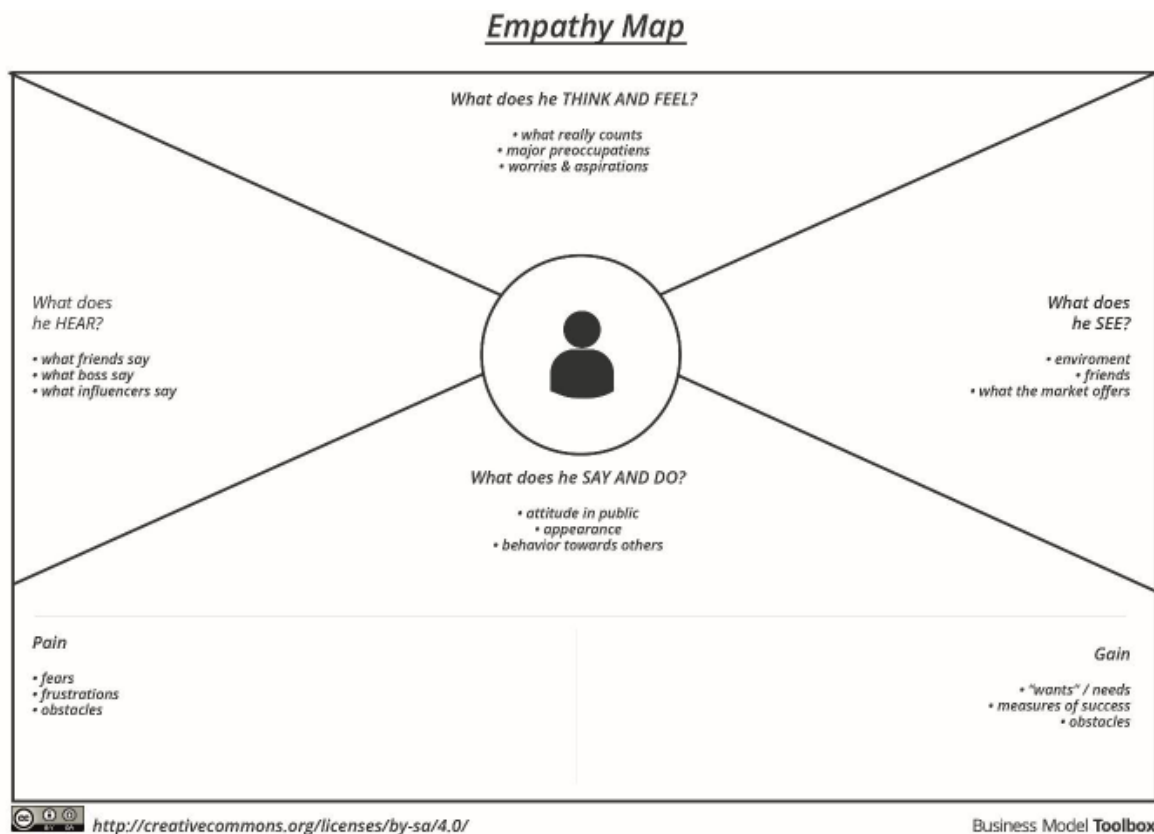 Empathy Map
What does he THINK AND FEEL?
• what really counts
• major preoccupatiens
• worries & aspirations
What does
he HEAR?
• what friends say
• what boss say
• what influencers say
What does
he SEE?
• enviroment
• friends
• what the market offers
What does he SAY AND DO?
• attitude in public
• appearance
• behavior towards others
Pain
• fears
• frustrations
• obstacles
Gain
• "wants" / needs
• measures of success
• obstacles
cc BY SA
http://creativecommons.org/licenses/by-sa/4.0/
Business Model Toolbox